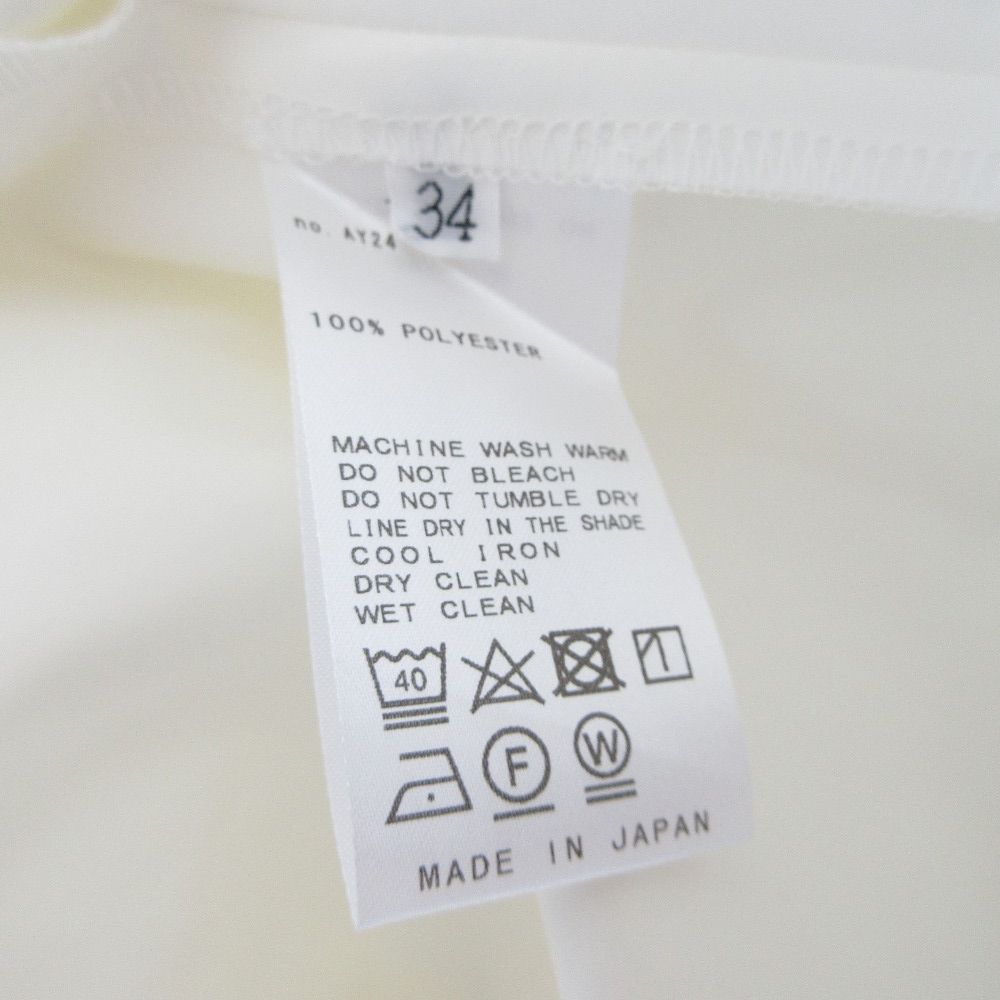 34
no. AY24
100% POLYESTER
MACHINE WASH WARM
DO NOT BLEACH
DO NOT TUMBLE DRY
LINE DRY IN THE SHADE
COOL IRON
DRY CLEAN
WET CLEAN
40
F W
MADE IN JAPAN